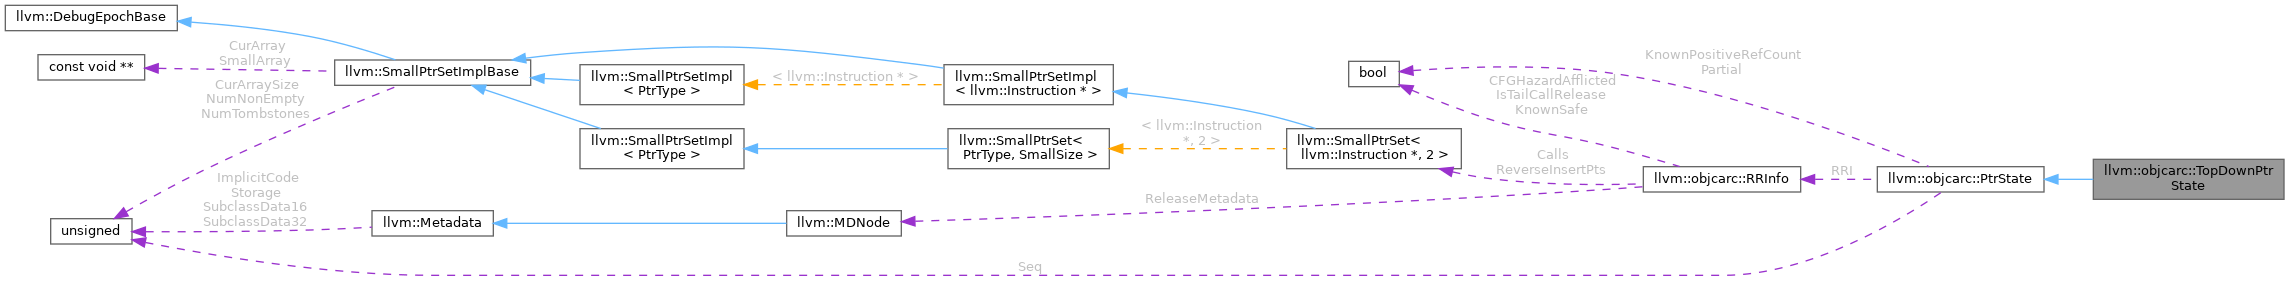 llvm::DebugEpochBase
const void **
CurArray
SmallArray
CurArraySize
NumNonEmpty
NumTombstones
llvm::SmallPtrSetImplBase
ImplicitCode
Storage
SubclassData16
SubclassData32
unsigned
llvm::Metadata
llvm::SmallPtrSetImpl
< PtrType >
llvm::SmallPtrSetImpl
< PtrType >
< llvm::Instruction * >
llvm::SmallPtrSetImpl
< llvm::Instruction * >
llvm::SmallPtrSet<
PtrType, SmallSize >
llvm::MDNode
< llvm::Instruction
*, 2 >
llvm::SmallPtrSet<
llvm::Instruction *, 2 >
bool
KnownPositiveRefCount
Partial
CFGHazardAfflicted
IsTailCallRelease
KnownSafe
Calls
ReverseInsertPts
ReleaseMetadata
llvm::objcarc::RRInfo
RRI
llvm::objcarc::PtrState
llvm::objcarc::TopDownPtr
State
Seq